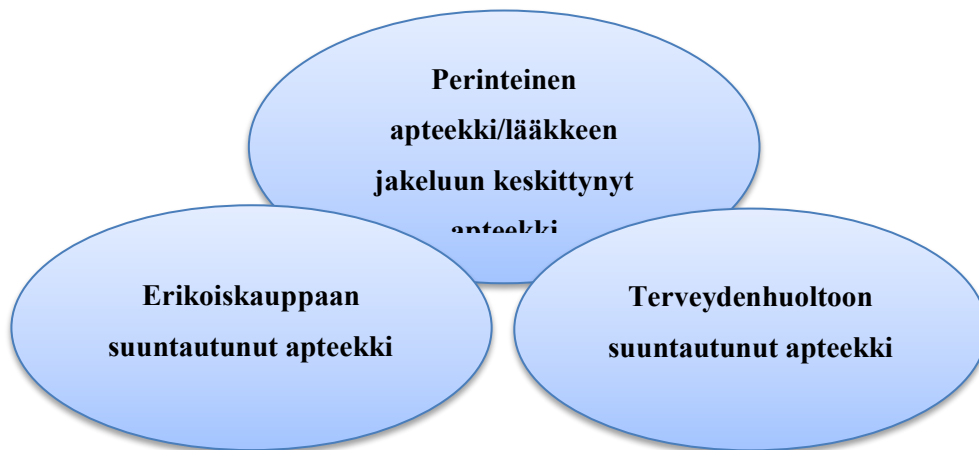 Perinteinen
apteekki/lääkkeen
jakeluun keskittynyt
apteekki
Erikoiskauppaan
suuntautunut apteekki
Terveydenhuoltoon
suuntautunut apteekki